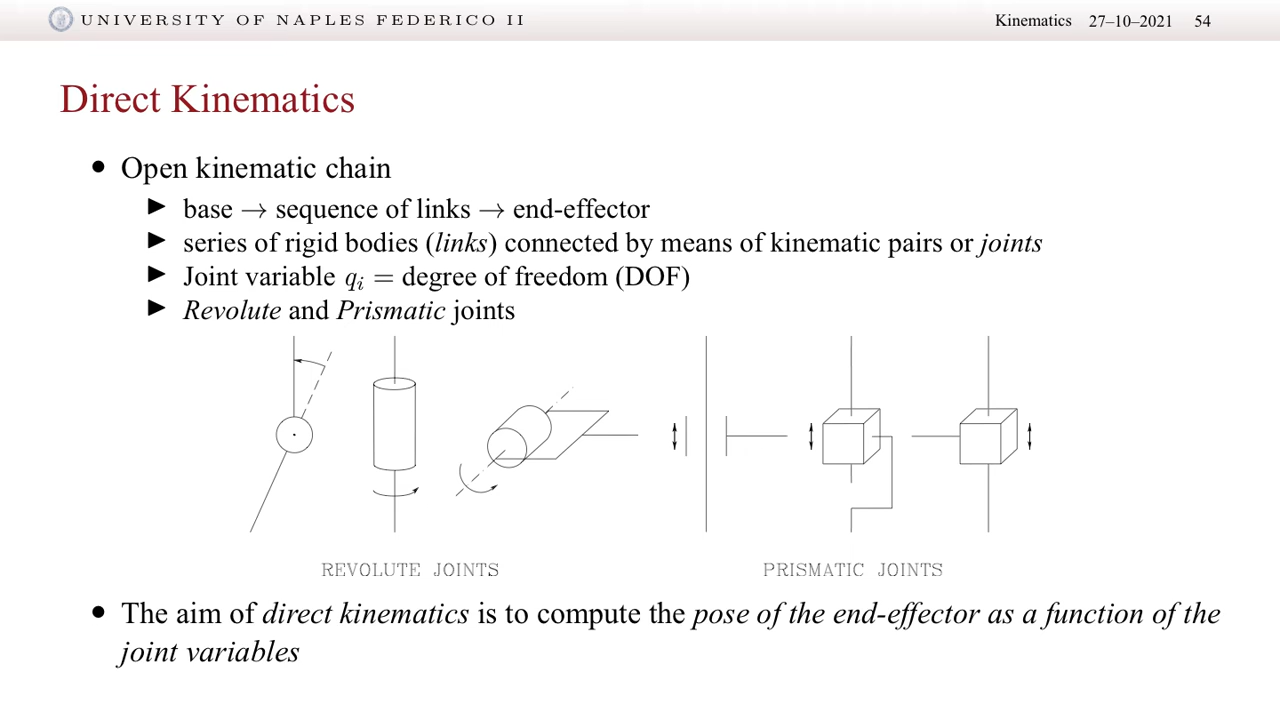 UNIVERSITY OF NAPLES FEDERICO II
Kinematics 27–10–2021 54
Direct Kinematics
• Open kinematic chain
▶ base → sequence of links → end-effector
▶ series of rigid bodies (links) connected by means of kinematic pairs or joints
▶ Joint variable qᵢ = degree of freedom (DOF)
▶ Revolute and Prismatic joints
REVOLUTE JOINTS
PRISMATIC JOINTS
• The aim of direct kinematics is to compute the pose of the end-effector as a function of the
joint variables